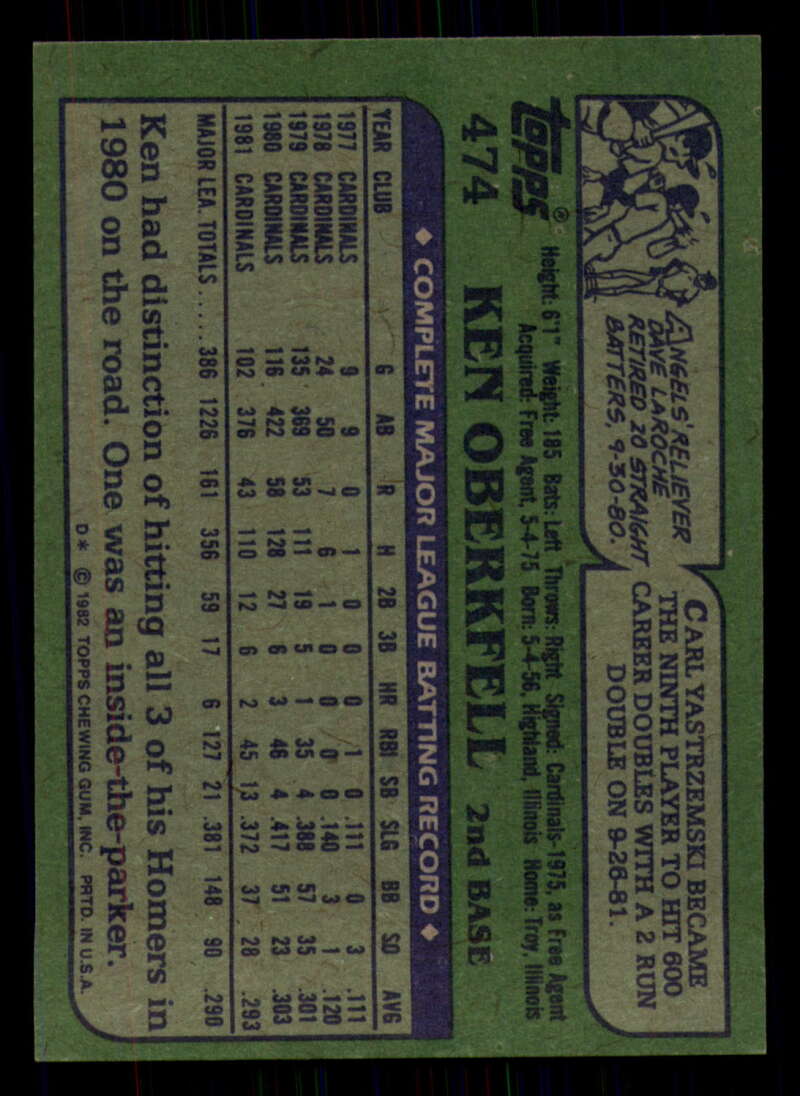 ANGELS' RELIEVER
DAVE LAROCHE
RETIRED 20 STRAIGHT
BATTERS, 9-30-80.
CARL YASTRZEMSKI BECAME
THE NINTH PLAYER TO HIT 600
CAREER DOUBLES WITH A 2 RUN
DOUBLE ON 9-26-81.
topps®
Height: 6'1" Weight: 185 Bats: Left Throws: Right Signed: Cardinals-1975, as Free Agent
Acquired: Free Agent, 5-4-75 Born: 5-4-56, Highland, Illinois Home: Troy, Illinois
474 KEN OBERKFELL 2nd BASE
◆ COMPLETE MAJOR LEAGUE BATTING RECORD ◆
YEAR CLUB G AB R H 2B 3B HR RBI SB SLG BB SO AVG
1977 CARDINALS 9 9 0 1 0 0 0 1 0 .111 0 3 .111
1978 CARDINALS 24 50 7 6 1 0 0 0 0 .140 3 1 .120
1979 CARDINALS 135 369 53 111 19 5 1 35 4 .388 57 35 .301
1980 CARDINALS 116 422 58 128 27 6 3 46 4 .417 51 23 .303
1981 CARDINALS 102 376 43 110 12 6 2 45 13 .372 37 28 .293
MAJOR LEA. TOTALS ..... 386 1226 161 356 59 17 6 127 21 .381 148 90 .290
Ken had distinction of hitting all 3 of his Homers in
1980 on the road. One was an inside-the-parker.
D* © 1982 TOPPS CHEWING GUM, INC. PRTD. IN U.S.A.